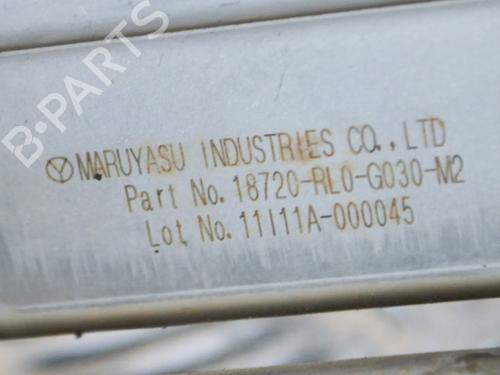 B-PARTS
MARUYASU INDUSTRIES CO.,LTD
Part No.18720-RL0-G030-M2
Lot No.11I11A-000045